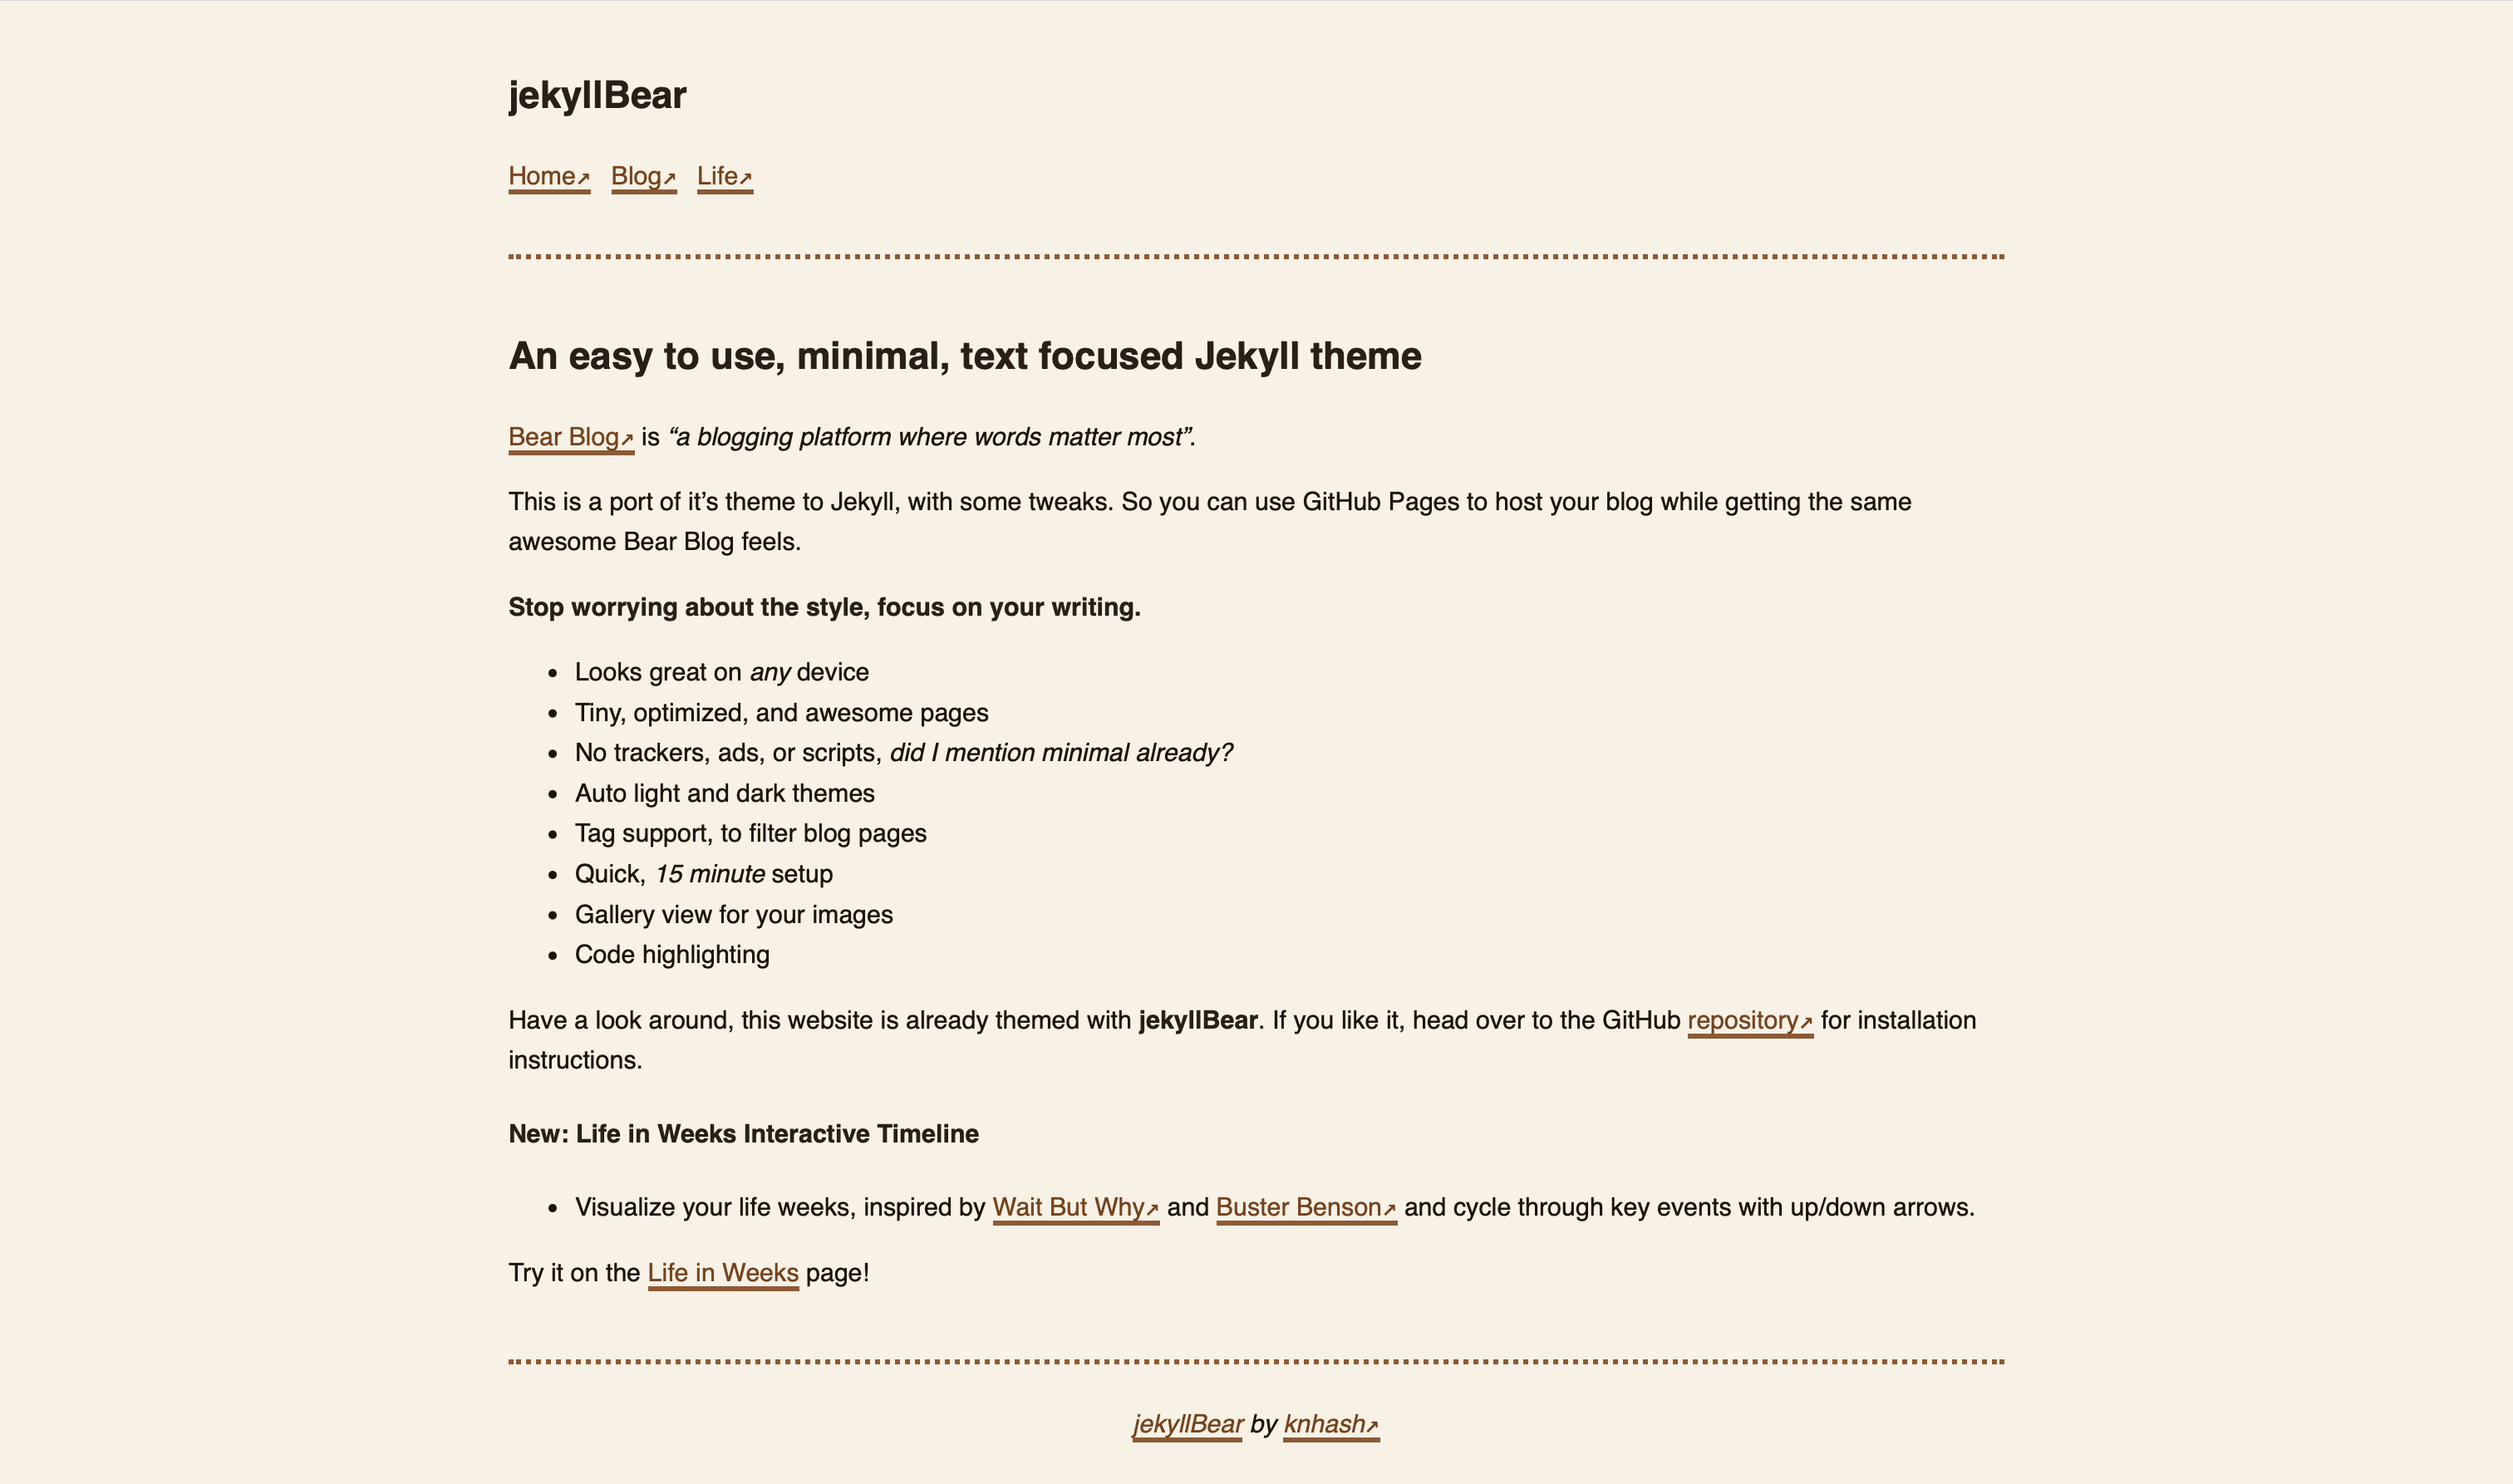 jekyllBear
Home↗ Blog↗ Life↗
An easy to use, minimal, text focused Jekyll theme
Bear Blog↗ is “a blogging platform where words matter most”.
This is a port of it’s theme to Jekyll, with some tweaks. So you can use GitHub Pages to host your blog while getting the same
awesome Bear Blog feels.
Stop worrying about the style, focus on your writing.
• Looks great on any device
• Tiny, optimized, and awesome pages
• No trackers, ads, or scripts, did I mention minimal already?
• Auto light and dark themes
• Tag support, to filter blog pages
• Quick, 15 minute setup
• Gallery view for your images
• Code highlighting
Have a look around, this website is already themed with jekyllBear. If you like it, head over to the GitHub repository↗ for installation
instructions.
New: Life in Weeks Interactive Timeline
• Visualize your life weeks, inspired by Wait But Why↗ and Buster Benson↗ and cycle through key events with up/down arrows.
Try it on the Life in Weeks page!
jekyllBear by knhash↗